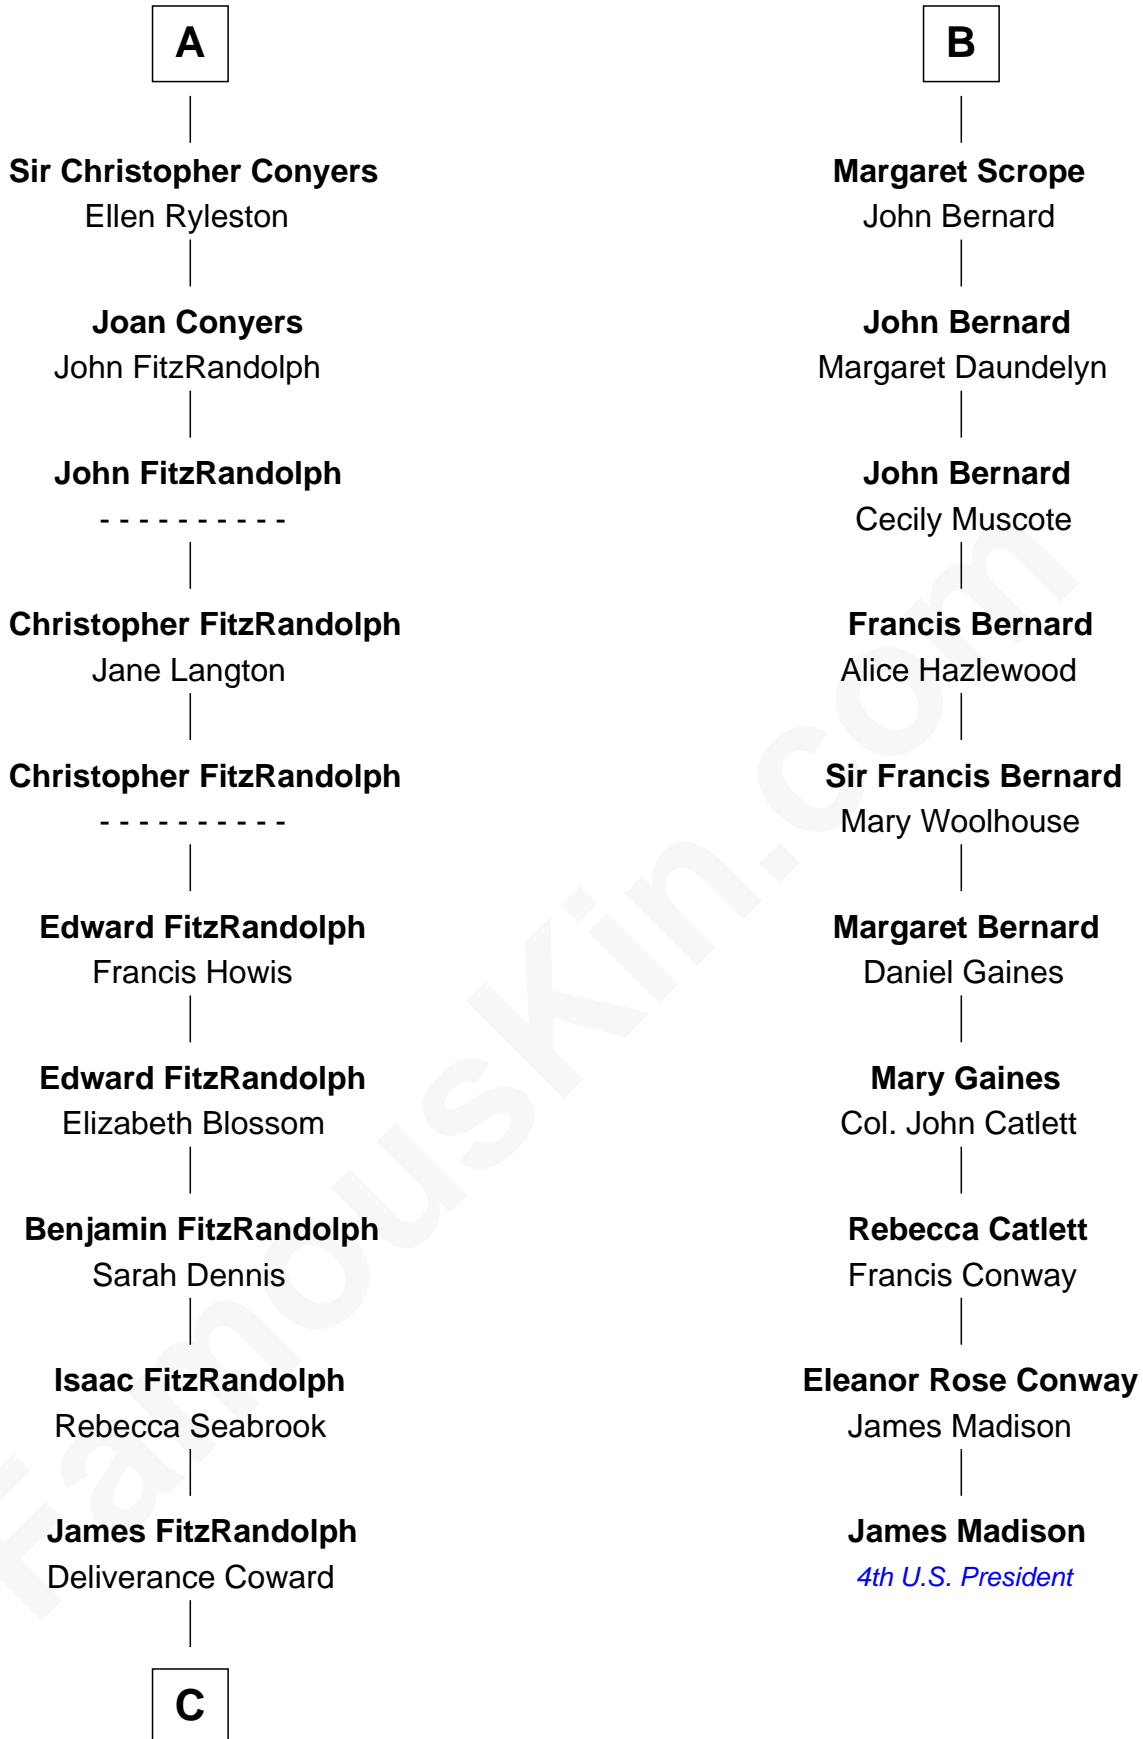 A
Sir Christopher Conyers
Ellen Ryleston
Joan Conyers
John FitzRandolph
John FitzRandolph
- - - - - - - - - -
Christopher FitzRandolph
Jane Langton
Christopher FitzRandolph
- - - - - - - - - -
Edward FitzRandolph
Francis Howis
Edward FitzRandolph
Elizabeth Blossom
Benjamin FitzRandolph
Sarah Dennis
Isaac FitzRandolph
Rebecca Seabrook
James FitzRandolph
Deliverance Coward
C
B
Margaret Scrope
John Bernard
John Bernard
Margaret Daundelyn
John Bernard
Cecily Muscote
Francis Bernard
Alice Hazlewood
Sir Francis Bernard
Mary Woolhouse
Margaret Bernard
Daniel Gaines
Mary Gaines
Col. John Catlett
Rebecca Catlett
Francis Conway
Eleanor Rose Conway
James Madison
James Madison
4th U.S. President
FamousKin.com